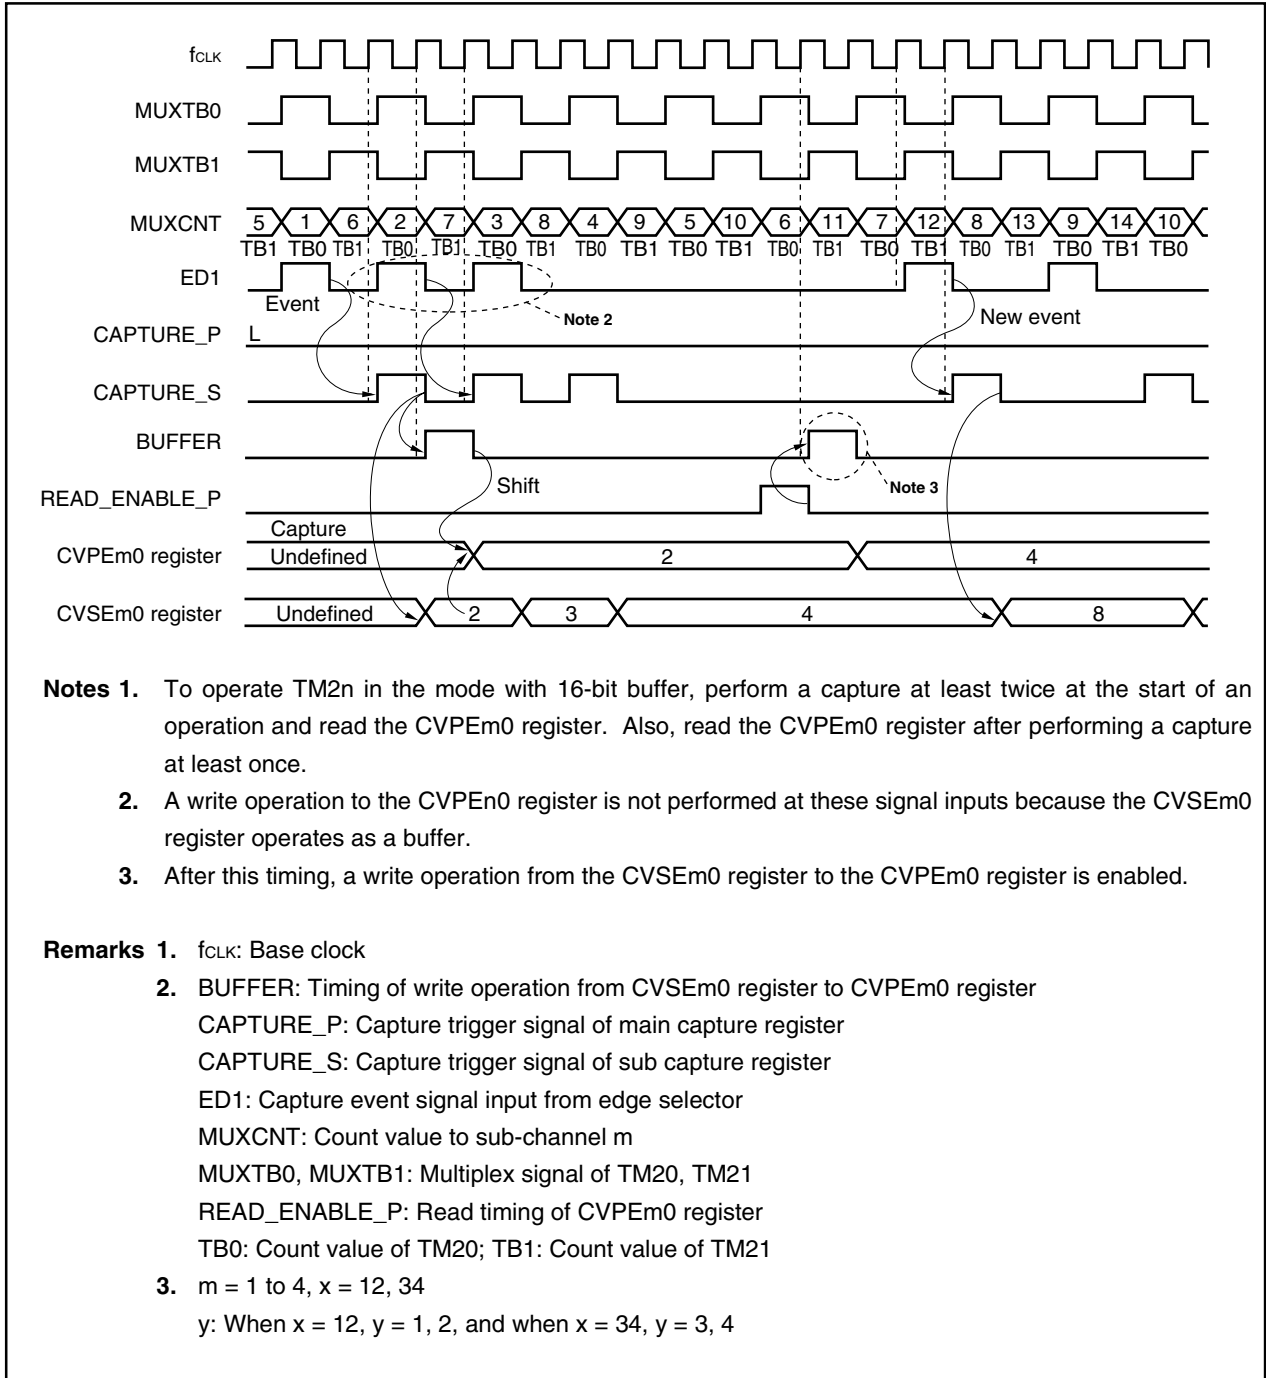 fCLK
MUXTB0
MUXTB1
MUXCNT 5 1 6 2 7 3 8 4 9 5 10 6 11 7 12 8 13 9 14 10
TB1 TB0 TB1 TB0 TB1 TB0 TB1 TB0 TB1 TB0 TB1 TB0 TB1 TB0 TB1 TB0 TB1 TB0 TB1 TB0
ED1
Event
Note 2
New event
CAPTURE_P L
CAPTURE_S
BUFFER
Shift
Note 3
READ_ENABLE_P
Capture
CVPEm0 register Undefined 2 4
CVSEm0 register Undefined 2 3 4 8
Notes 1. To operate TM2n in the mode with 16-bit buffer, perform a capture at least twice at the start of an
operation and read the CVPEm0 register. Also, read the CVPEm0 register after performing a capture
at least once.
2. A write operation to the CVPEn0 register is not performed at these signal inputs because the CVSEm0
register operates as a buffer.
3. After this timing, a write operation from the CVSEm0 register to the CVPEm0 register is enabled.
Remarks 1. fCLK: Base clock
2. BUFFER: Timing of write operation from CVSEm0 register to CVPEm0 register
CAPTURE_P: Capture trigger signal of main capture register
CAPTURE_S: Capture trigger signal of sub capture register
ED1: Capture event signal input from edge selector
MUXCNT: Count value to sub-channel m
MUXTB0, MUXTB1: Multiplex signal of TM20, TM21
READ_ENABLE_P: Read timing of CVPEm0 register
TB0: Count value of TM20; TB1: Count value of TM21
3. m = 1 to 4, x = 12, 34
y: When x = 12, y = 1, 2, and when x = 34, y = 3, 4